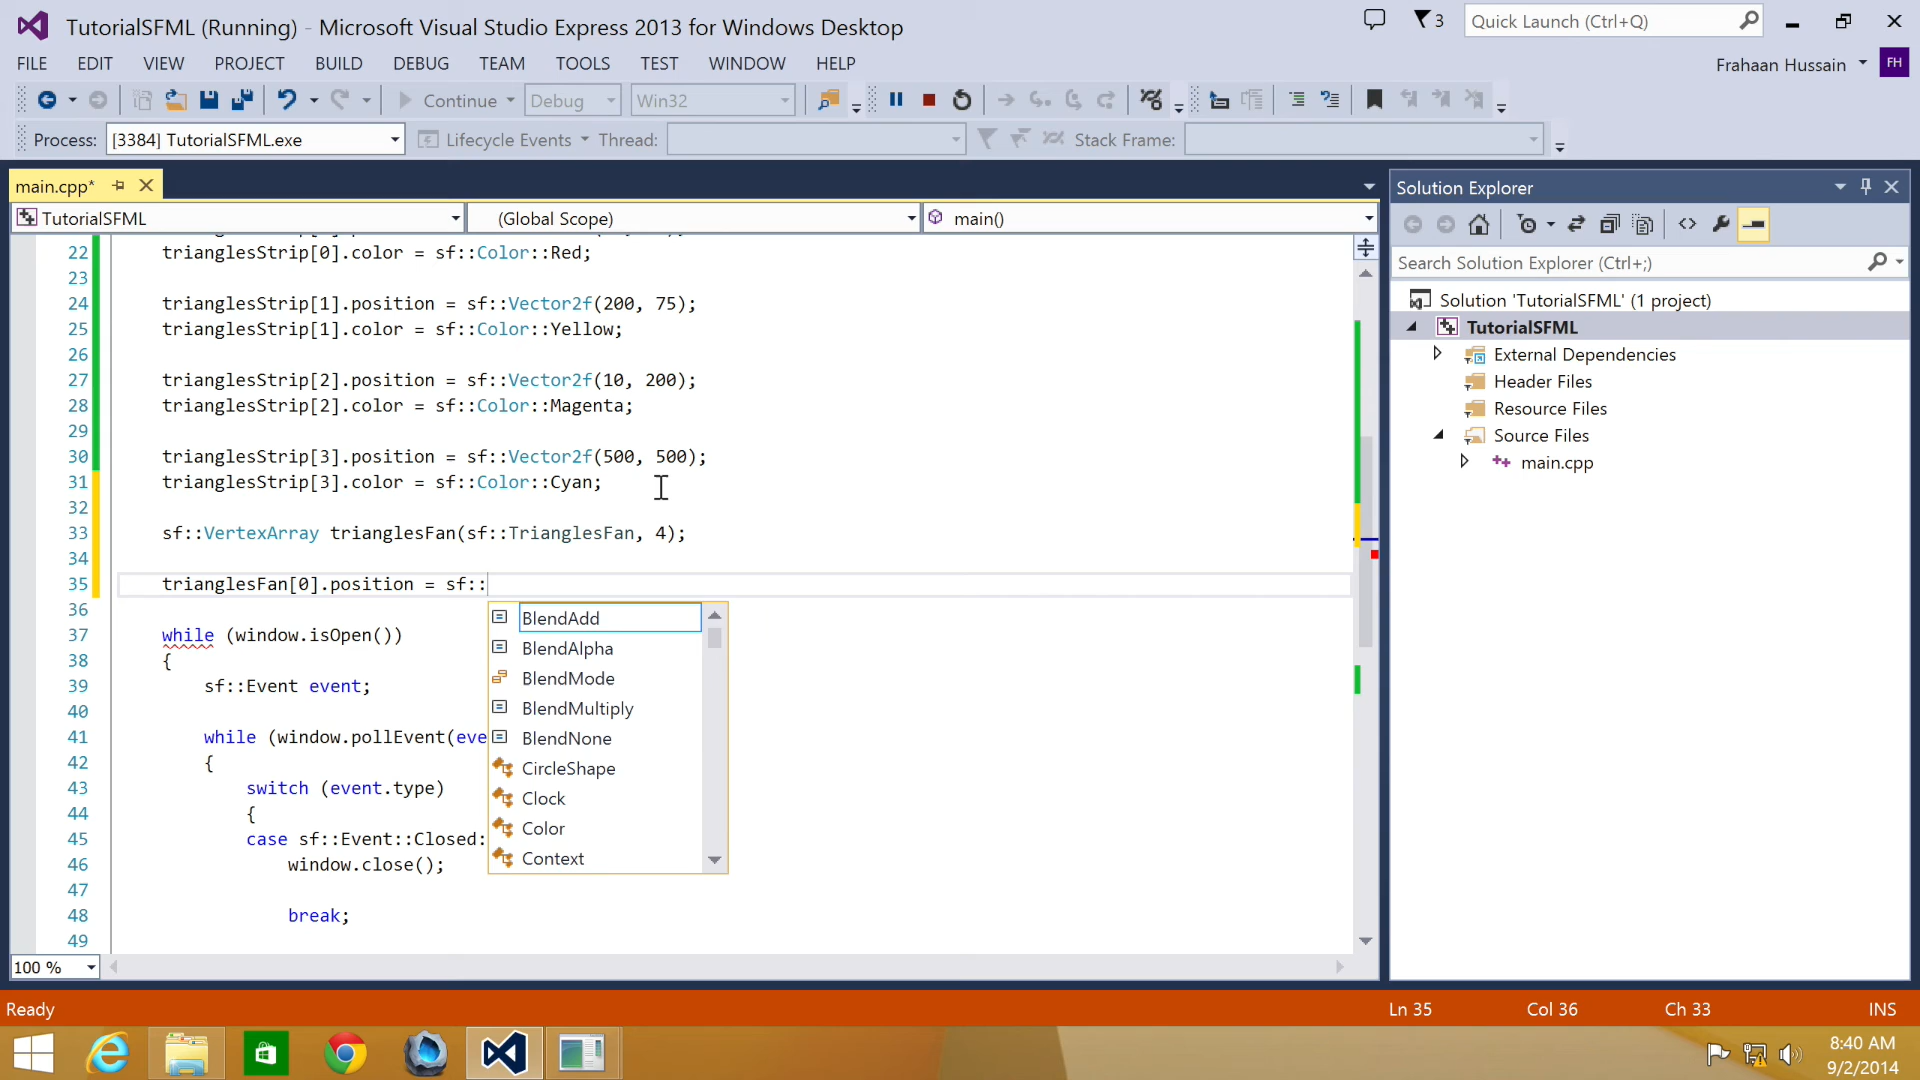 TutorialSFML (Running) - Microsoft Visual Studio Express 2013 for Windows Desktop
3
Quick Launch (Ctrl+Q)
FILE EDIT VIEW PROJECT BUILD DEBUG TEAM TOOLS TEST WINDOW HELP
Frahaan Hussain
FH
Continue
Debug
Win32
Process: [3384] TutorialSFML.exe
Lifecycle Events
Thread:
Stack Frame:
main.cpp*
TutorialSFML
(Global Scope)
main()
22 trianglesStrip[0].color = sf::Color::Red;
23
24 trianglesStrip[1].position = sf::Vector2f(200, 75);
25 trianglesStrip[1].color = sf::Color::Yellow;
26
27 trianglesStrip[2].position = sf::Vector2f(10, 200);
28 trianglesStrip[2].color = sf::Color::Magenta;
29
30 trianglesStrip[3].position = sf::Vector2f(500, 500);
31 trianglesStrip[3].color = sf::Color::Cyan;
32
33 sf::VertexArray trianglesFan(sf::TrianglesFan, 4);
34
35 trianglesFan[0].position = sf::
36
37 while (window.isOpen())
38 {
39 sf::Event event;
40
41 while (window.pollEvent(eve
42 {
43 switch (event.type)
44 {
45 case sf::Event::Closed:
46 window.close();
47
48 break;
49
BlendAdd
BlendAlpha
BlendMode
BlendMultiply
BlendNone
CircleShape
Clock
Color
Context
100 %
Solution Explorer
Search Solution Explorer (Ctrl+;)
Solution 'TutorialSFML' (1 project)
TutorialSFML
External Dependencies
Header Files
Resource Files
Source Files
main.cpp
Ready
Ln 35
Col 36
Ch 33
INS
8:40 AM
9/2/2014